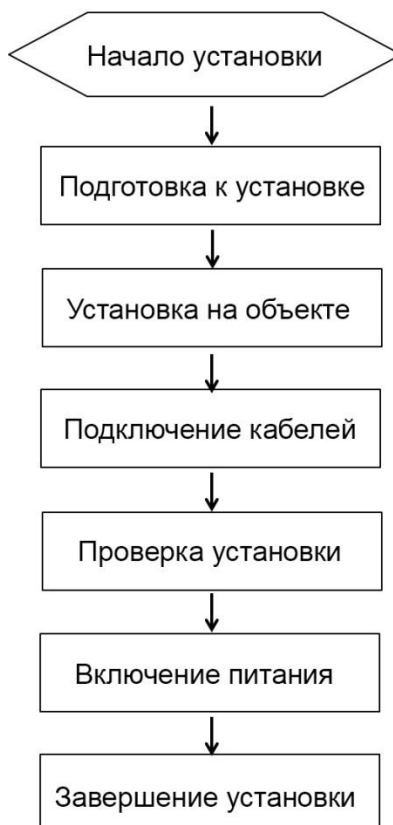 Начало установки
Подготовка к установке
Установка на объекте
Подключение кабелей
Проверка установки
Включение питания
Завершение установки